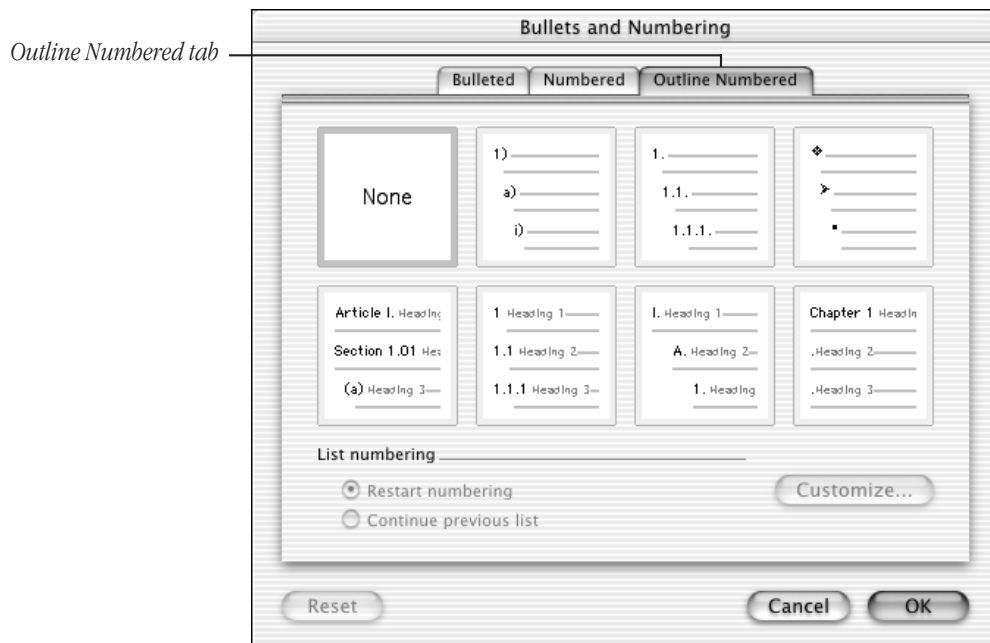 Bullets and Numbering
Outline Numbered tab
Bulleted Numbered Outline Numbered
None
1)
a)
i)
1.
1.1.
1.1.1.
Article I. Heading
Section 1.01 Hea
(a) Heading 3
1 Heading 1
1.1 Heading 2
1.1.1 Heading 3
I. Heading 1
A. Heading 2
1. Heading
Chapter 1 Headin
.Heading 2
.Heading 3
List numbering
Restart numbering
Customize...
Continue previous list
Reset Cancel OK